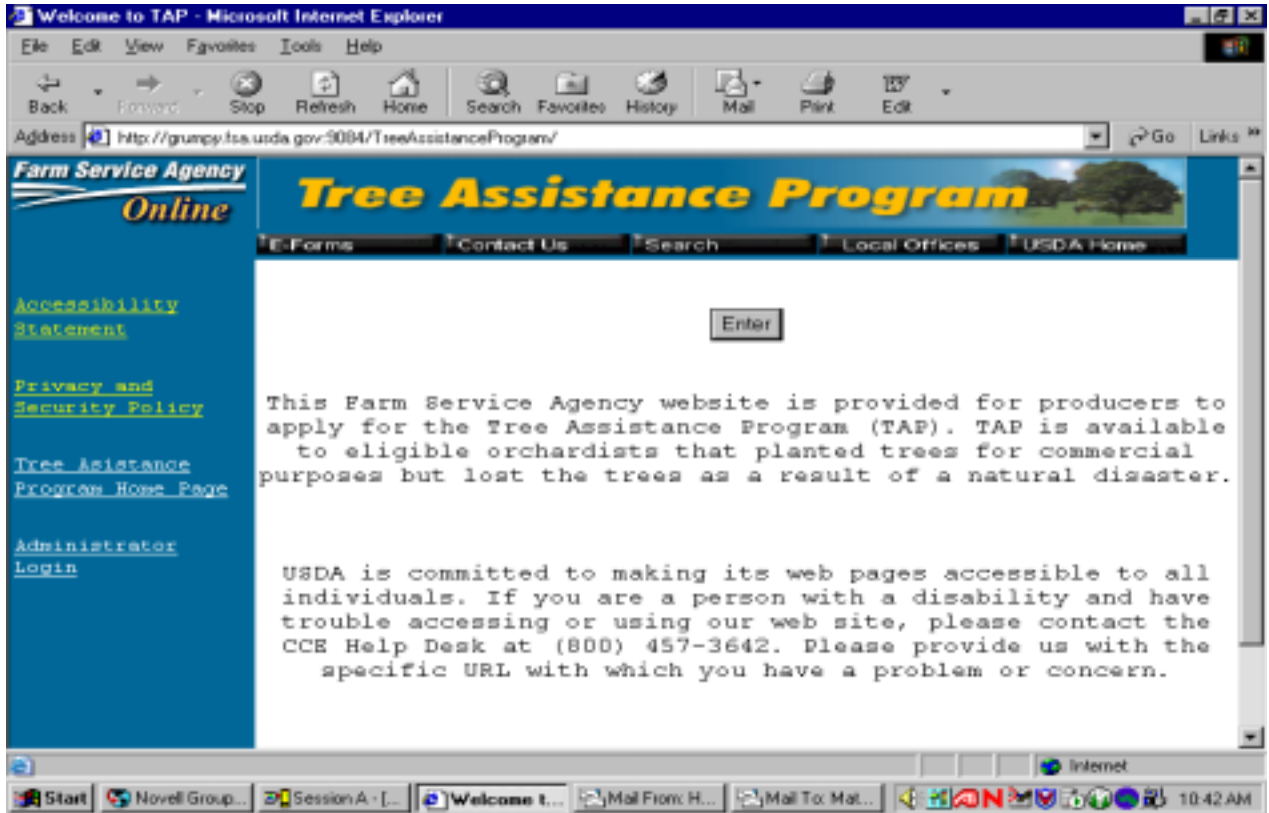 Welcome to TAP - Microsoft Internet Explorer
File Edit View Favorites Tools Help
Back Forward Stop Refresh Home Search Favorites History Mail Print Edit
Address http://grumpy.fsa.usda.gov:9084/TreeAssistanceProgram/ Go Links »
Farm Service Agency
Online
Tree Assistance Program
E-Forms Contact Us Search Local Offices USDA Home
Accessibility
Statement
Privacy and
Security Policy
Tree Asistance
Program Home Page
Administrator
Login
Enter
This Farm Service Agency website is provided for producers to
apply for the Tree Assistance Program (TAP). TAP is available
to eligible orchardists that planted trees for commercial
purposes but lost the trees as a result of a natural disaster.
USDA is committed to making its web pages accessible to all
individuals. If you are a person with a disability and have
trouble accessing or using our web site, please contact the
CCE Help Desk at (800) 457-3642. Please provide us with the
specific URL with which you have a problem or concern.
Internet
Start Novell Group... Session A - [... Welcome t... Mail From: H... Mail To: Mat... N 10:42 AM